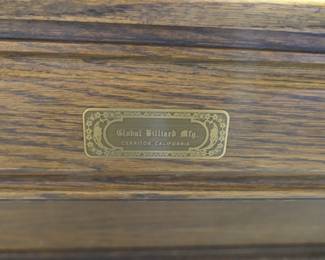 Global Billiard Mfg.
CERRITOS, CALIFORNIA